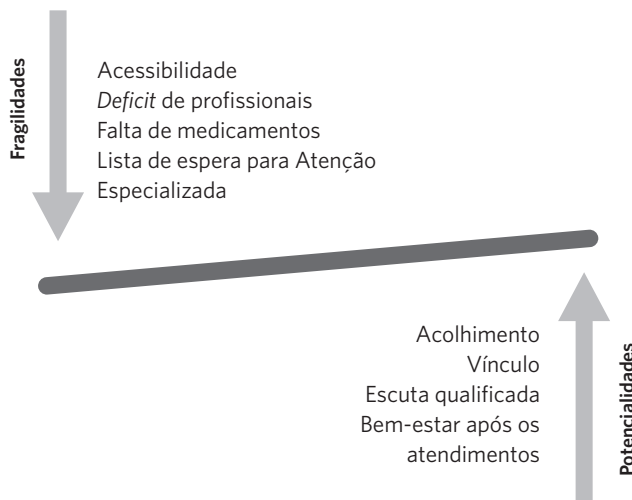 Fragilidades
Acessibilidade
Deficit de profissionais
Falta de medicamentos
Lista de espera para Atenção
Especializada
Acolhimento
Vínculo
Escuta qualificada
Bem-estar após os
atendimentos
Potencialidades